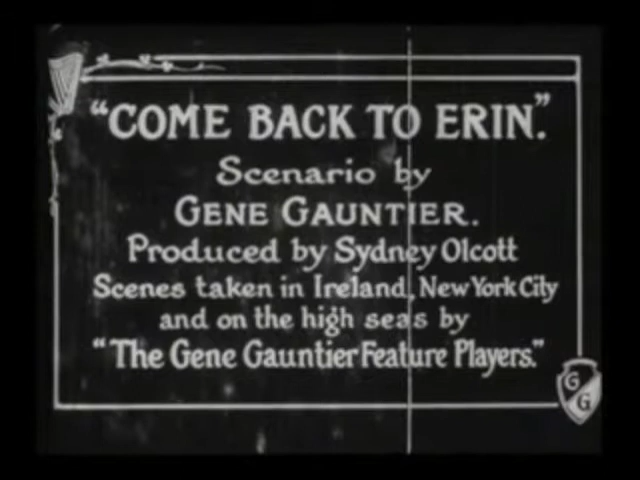 "COME BACK TO ERIN."
Scenario by
GENE GAUNTIER.
Produced by Sydney Olcott
Scenes taken in Ireland, New York City
and on the high seas by
"The Gene Gauntier Feature Players."
G
G